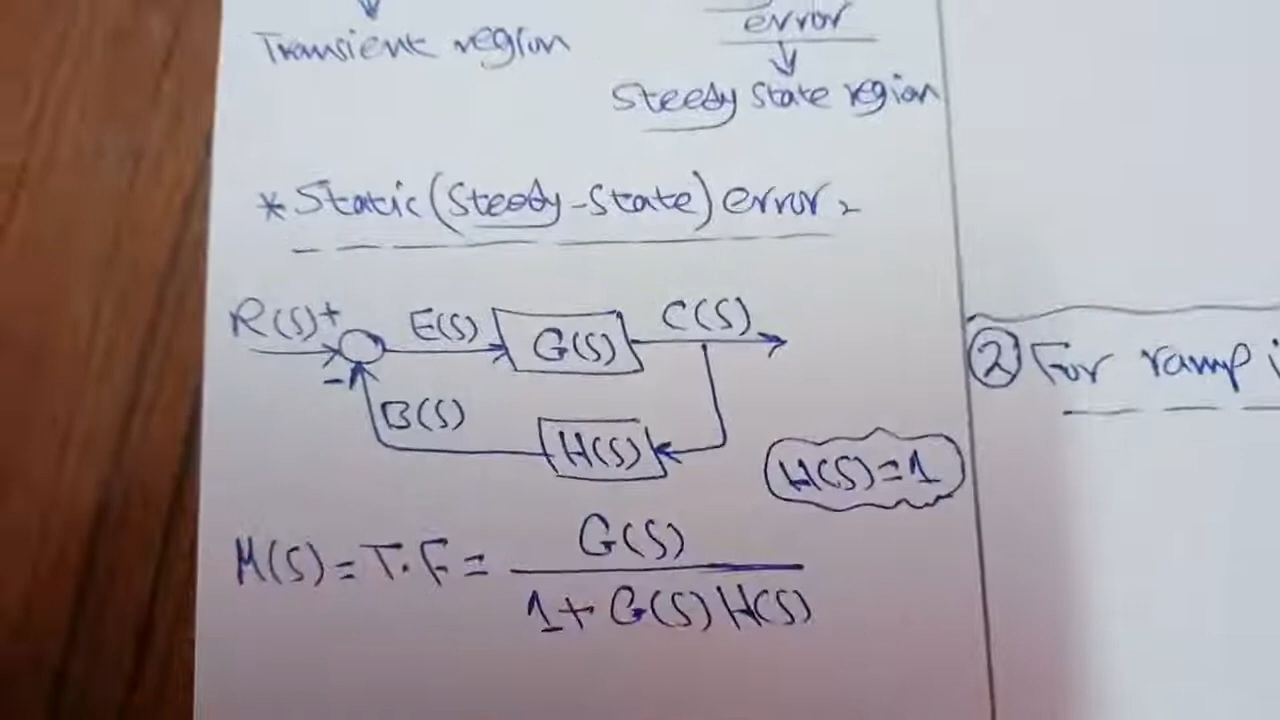 error
Transient region
Steady state region
* Static (Steady-State) error
R(S) + E(S) G(S) C(S)
- B(S) H(S)
H(S)=1
M(S) = T.F = G(S)
1+G(S)H(S)
② For ramp i